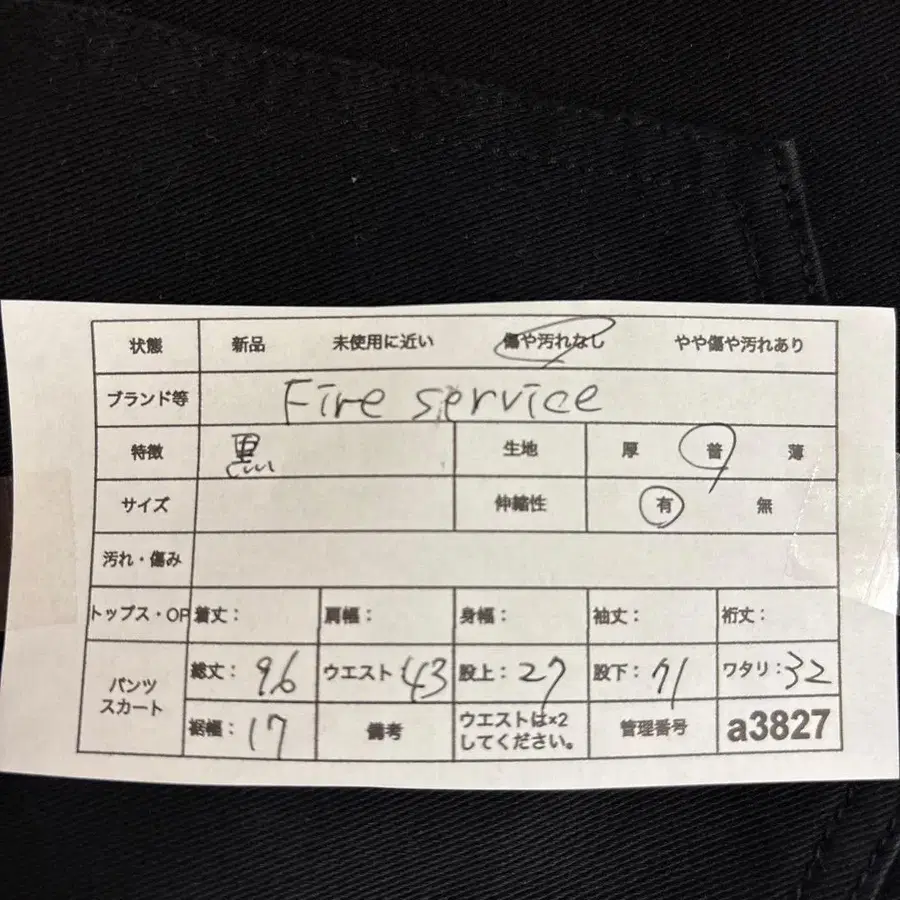 状態 新品 未使用に近い 傷や汚れなし やや傷や汚れあり
ブランド等 Fire service
特徴 黒 生地 厚 普 薄
サイズ 伸縮性 有 無
汚れ・傷み
トップス・OP 着丈: 肩幅: 身幅: 袖丈: 裄丈:
パンツ スカート 総丈: 96 ウエスト 43 股上: 27 股下: 71 ワタリ: 32
裾幅: 17 備考 ウエストは×2 してください。 管理番号 a3827